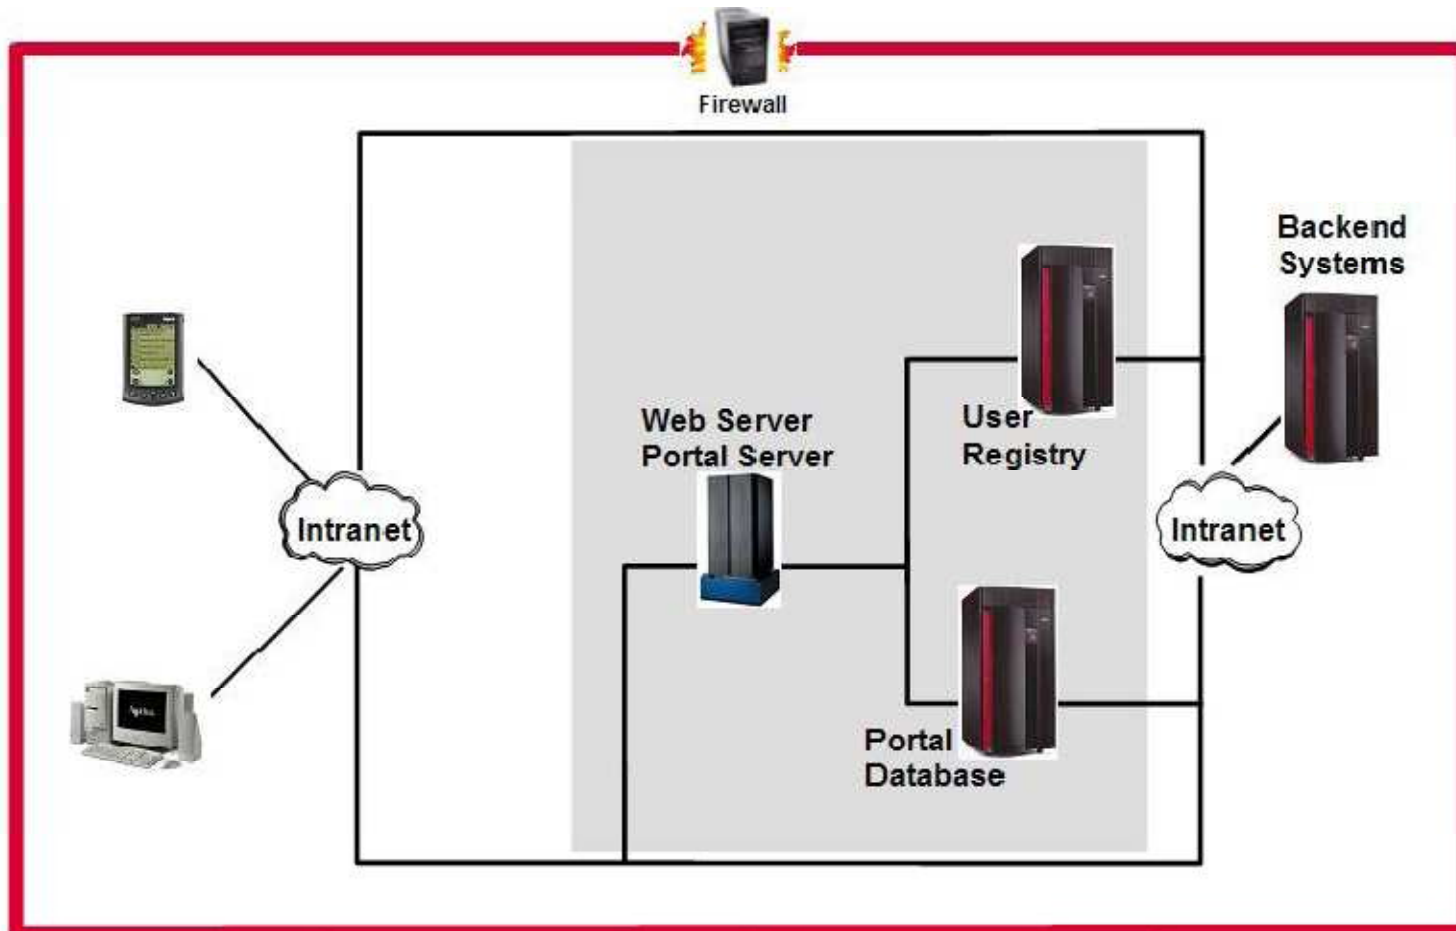 Firewall
Backend
Systems
Web Server
Portal Server
User
Registry
Intranet
Intranet
Portal
Database